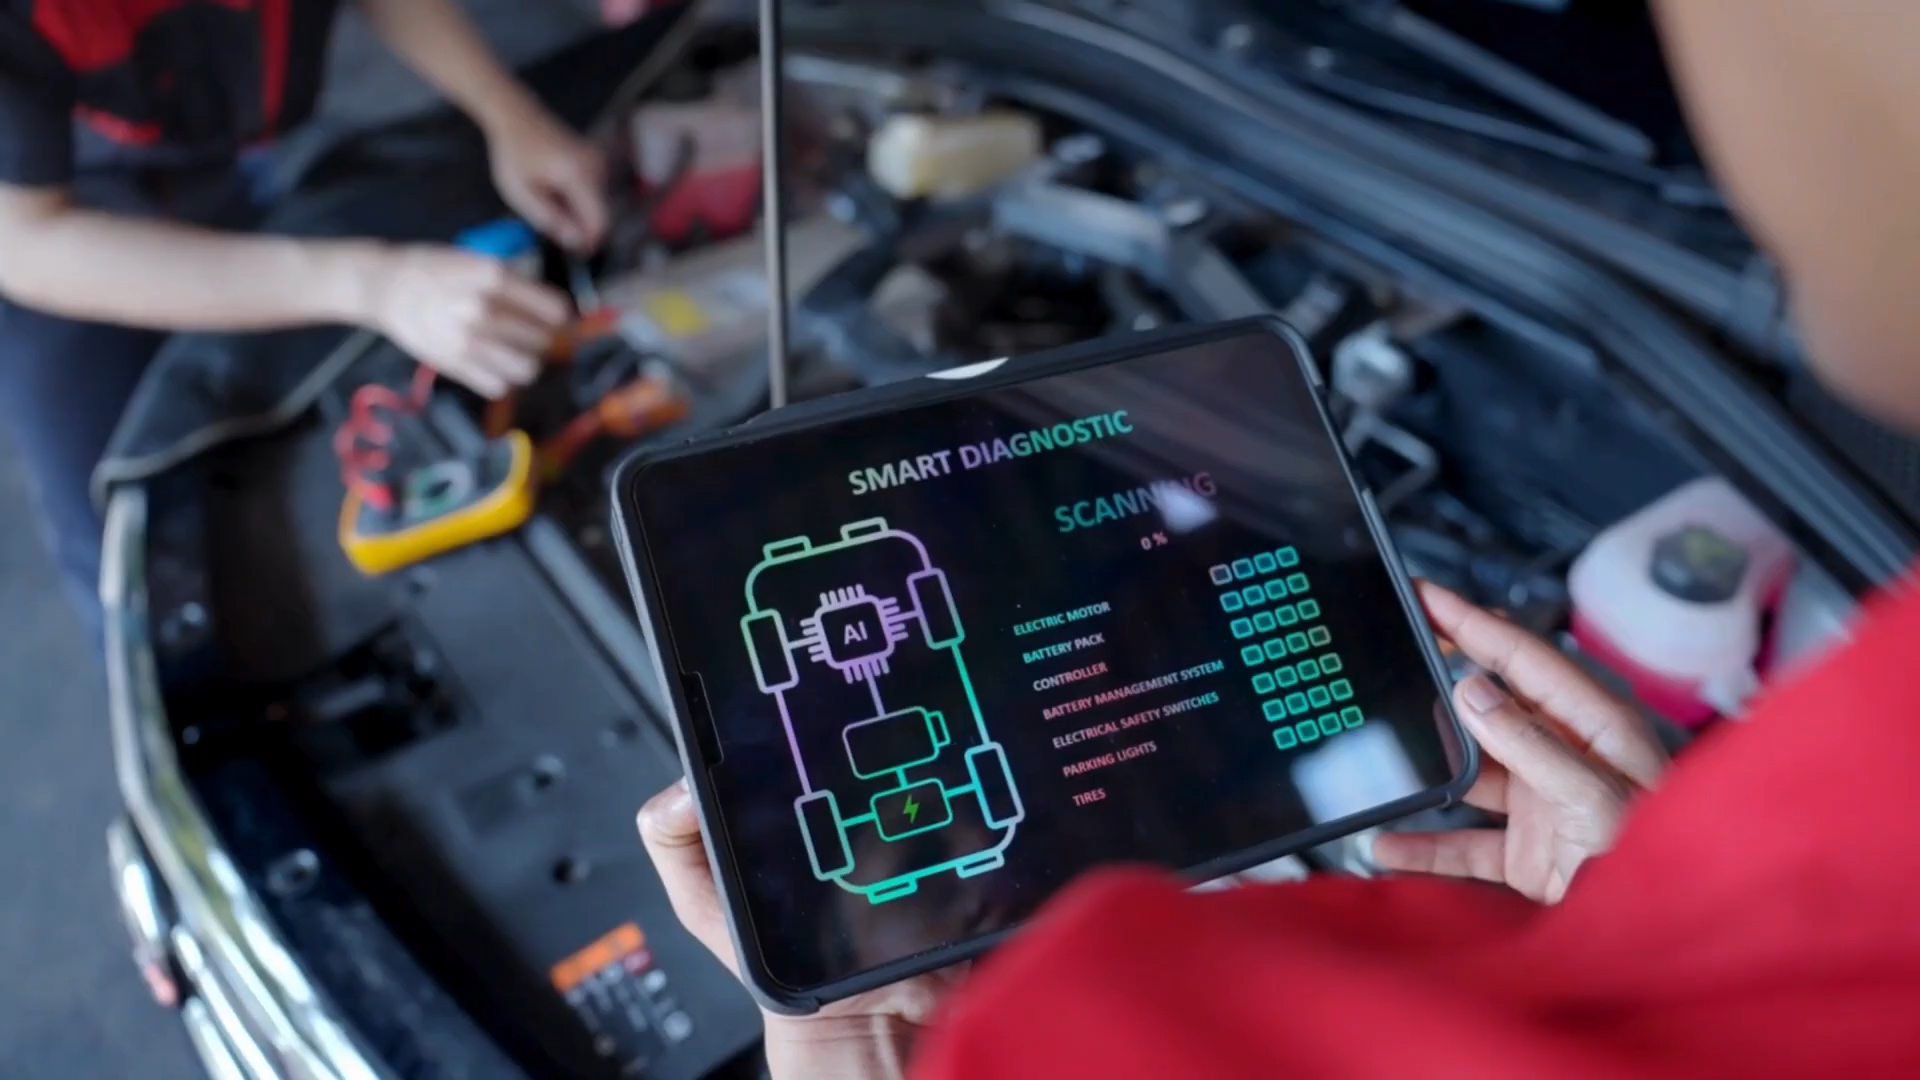 SMART DIAGNOSTIC
SCANNING
0 %
AI
ELECTRIC MOTOR
BATTERY PACK
CONTROLLER
BATTERY MANAGEMENT SYSTEM
ELECTRICAL SAFETY SWITCHES
PARKING LIGHTS
TIRES